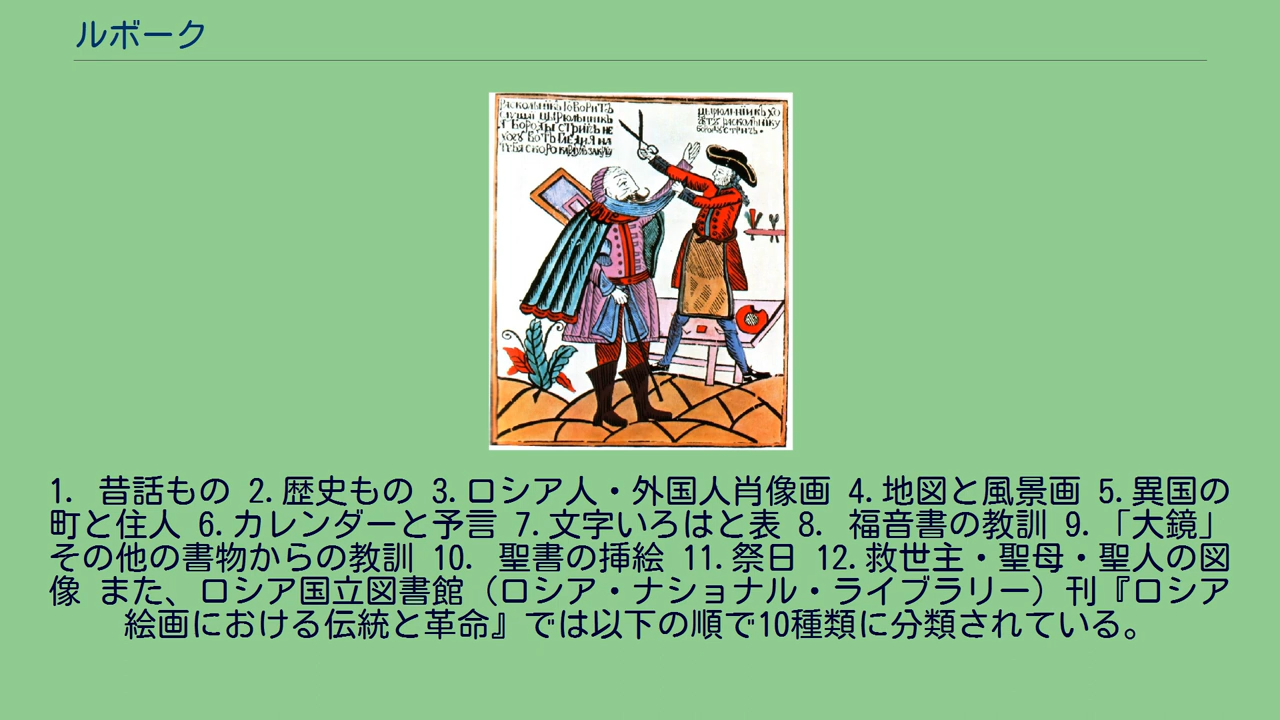 ルボーク
1. 昔話もの 2.歴史もの 3.ロシア人・外国人肖像画 4.地図と風景画 5.異国の
町と住人 6.カレンダーと予言 7.文字いろはと表 8. 福音書の教訓 9.「大鏡」
その他の書物からの教訓 10. 聖書の挿絵 11.祭日 12.救世主・聖母・聖人の図
像 また、ロシア国立図書館（ロシア・ナショナル・ライブラリー）刊『ロシア
絵画における伝統と革命』では以下の順で10種類に分類されている。